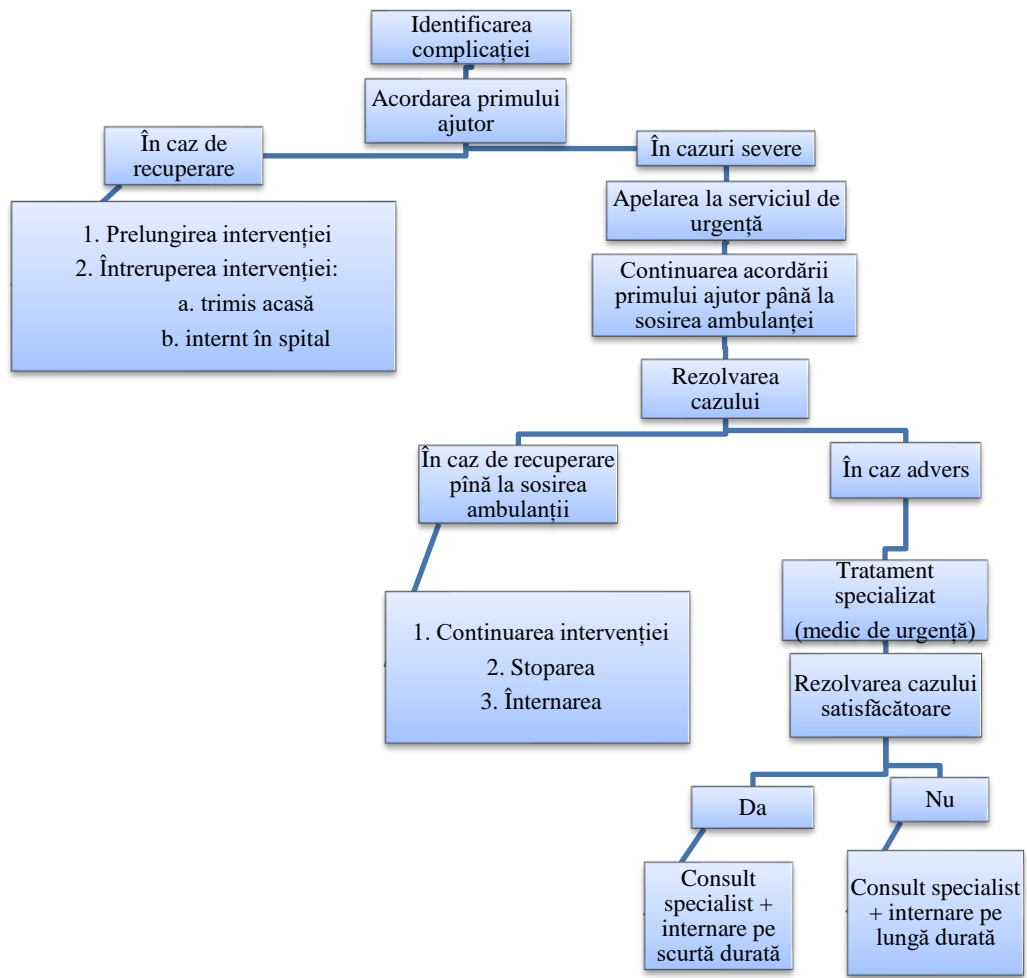 Identificarea
complicației
Acordarea primului
ajutor
În caz de
recuperare
1. Prelungirea intervenției
2. Întreruperea intervenției:
a. trimis acasă
b. internt în spital
În cazuri severe
Apelarea la serviciul de
urgență
Continuarea acordării
primului ajutor până la
sosirea ambulanței
Rezolvarea
cazului
În caz de recuperare
pînă la sosirea
ambulanții
1. Continuarea intervenției
2. Stoparea
3. Înternarea
În caz advers
Tratament
specializat
(medic de urgență)
Rezolvarea cazului
satisfăcătoare
Da
Consult
specialist +
internare pe
scurtă durată
Nu
Consult specialist
+ internare pe
lungă durată